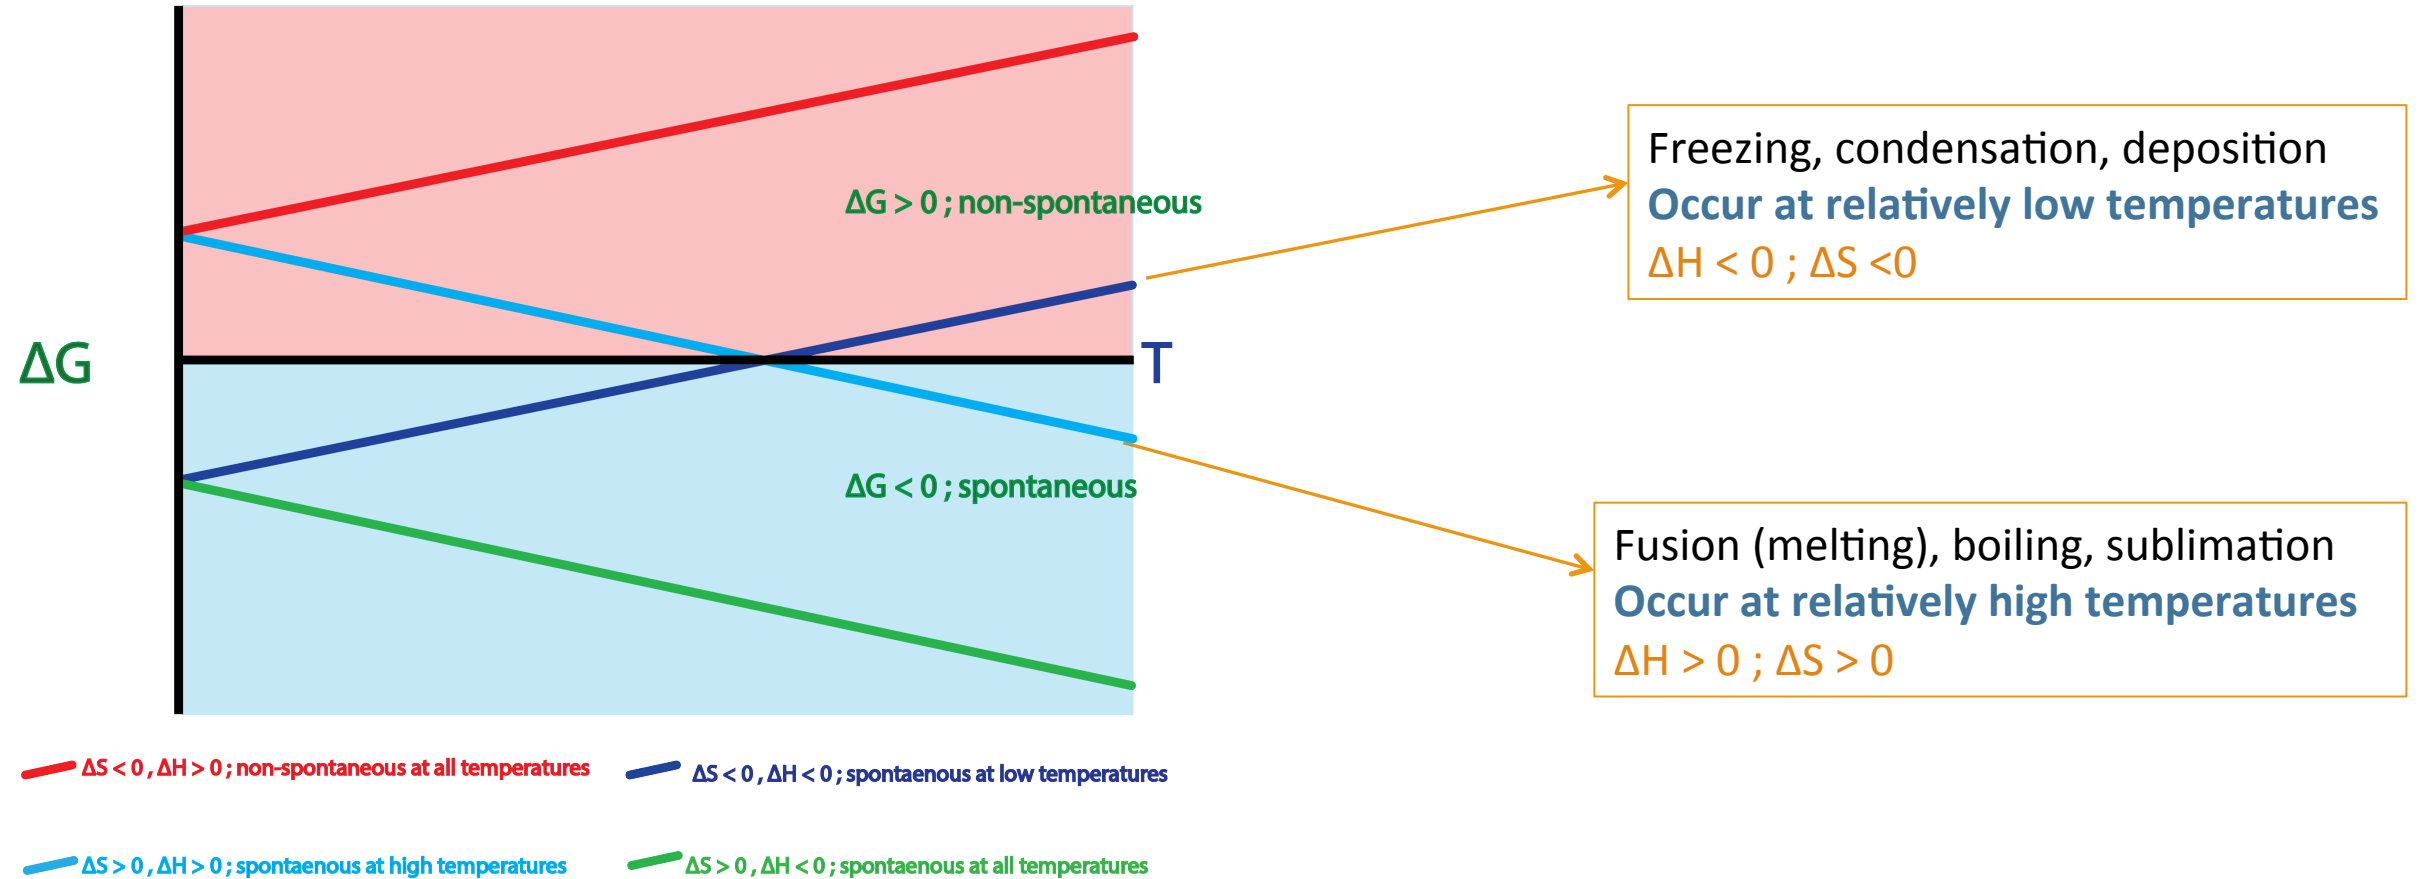 ΔG > 0 ; non-spontaneous
ΔG
T
ΔG < 0 ; spontaneous
Freezing, condensation, deposition
Occur at relatively low temperatures
ΔH < 0 ; ΔS <0
Fusion (melting), boiling, sublimation
Occur at relatively high temperatures
ΔH > 0 ; ΔS > 0
ΔS < 0 , ΔH > 0 ; non-spontaneous at all temperatures
ΔS < 0 , ΔH < 0 ; spontaenous at low temperatures
ΔS > 0 , ΔH > 0 ; spontaenous at high temperatures
ΔS > 0 , ΔH < 0 ; spontaenous at all temperatures